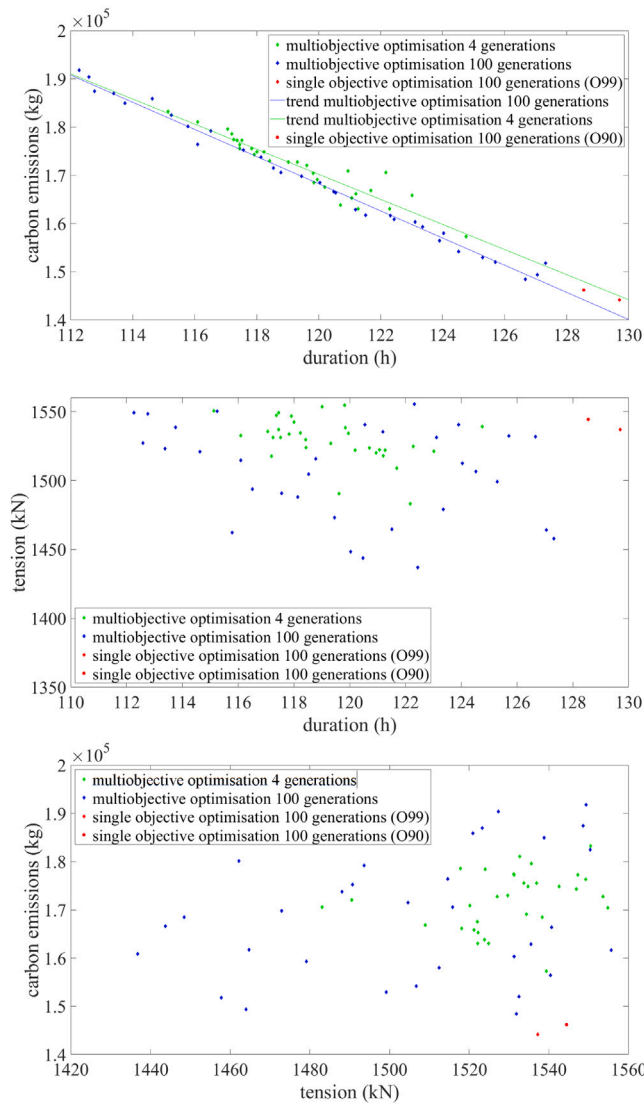 ×10⁵
2
1 9
1 8
1 7
1 6
1 5
1 4
carbon emissions (kg)
multiobjective optimisation 4 generations
multiobjective optimisation 100 generations
single objective optimisation 100 generations (O99)
trend multiobjective optimisation 100 generations
trend multiobjective optimisation 4 generations
single objective optimisation 100 generations (O90)
112 114 116 118 120 122 124 126 128 130
duration (h)
1550
1500
1450
1400
1350
tension (kN)
multiobjective optimisation 4 generations
multiobjective optimisation 100 generations
single objective optimisation 100 generations (O99)
single objective optimisation 100 generations (O90)
110 112 114 116 118 120 122 124 126 128 130
duration (h)
×10⁵
2
1 9
1 8
1 7
1 6
1 5
1 4
carbon emissions (kg)
multiobjective optimisation 4 generations
multiobjective optimisation 100 generations
single objective optimisation 100 generations (O99)
single objective optimisation 100 generations (O90)
1420 1440 1460 1480 1500 1520 1540 1560
tension (kN)